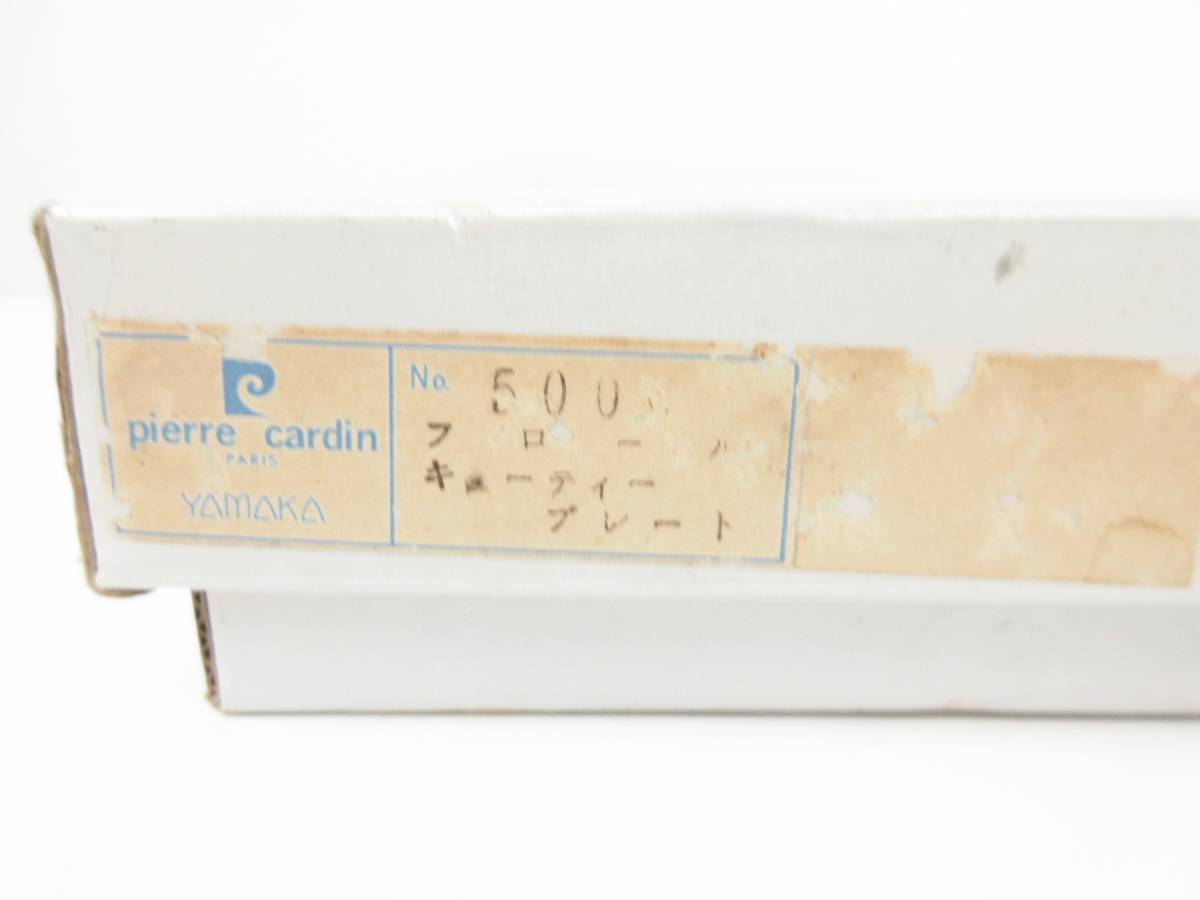 pierre cardin
PARIS
YAMAKA
No. 500
フロール
キューティー
プレート